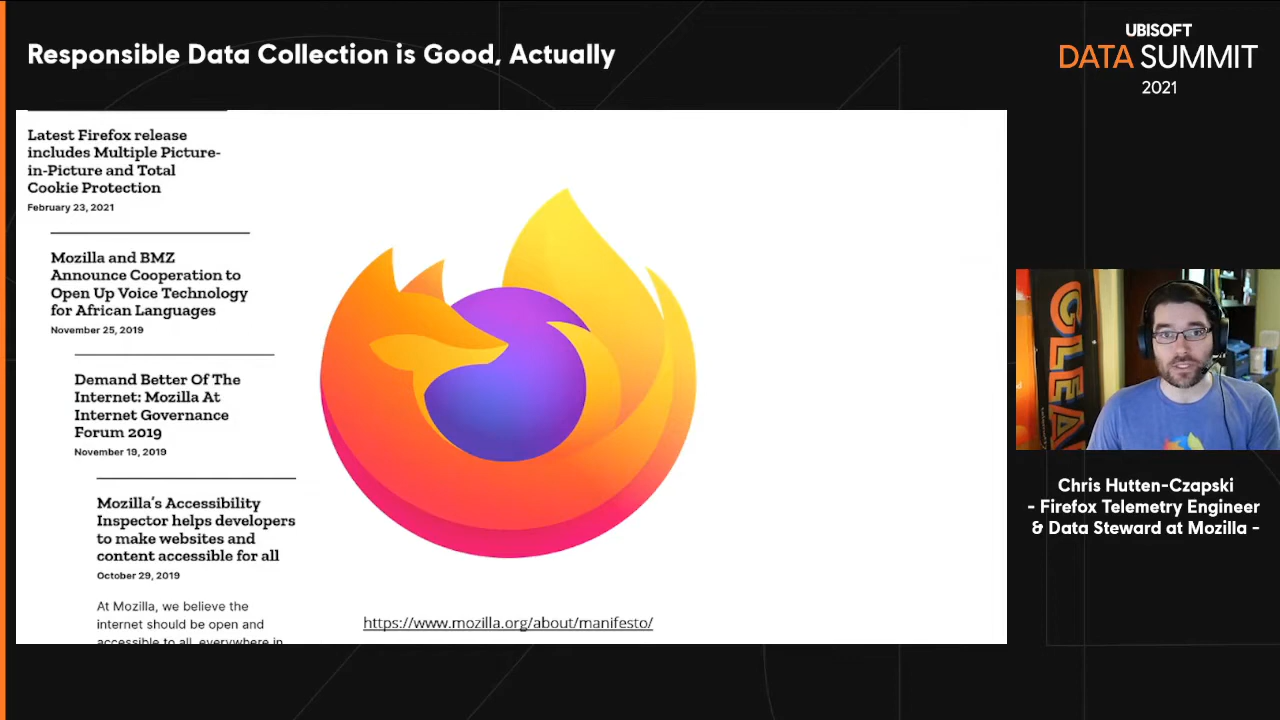 Responsible Data Collection is Good, Actually
UBISOFT
DATA SUMMIT
2021
Latest Firefox release
includes Multiple Picture-
in-Picture and Total
Cookie Protection
February 23, 2021
Mozilla and BMZ
Announce Cooperation to
Open Up Voice Technology
for African Languages
November 25, 2019
Demand Better Of The
Internet: Mozilla At
Internet Governance
Forum 2019
November 19, 2019
Mozilla’s Accessibility
Inspector helps developers
to make websites and
content accessible for all
October 29, 2019
At Mozilla, we believe the
internet should be open and
accessible to all, everywhere in
https://www.mozilla.org/about/manifesto/
Chris Hutten-Czapski
- Firefox Telemetry Engineer
& Data Steward at Mozilla -